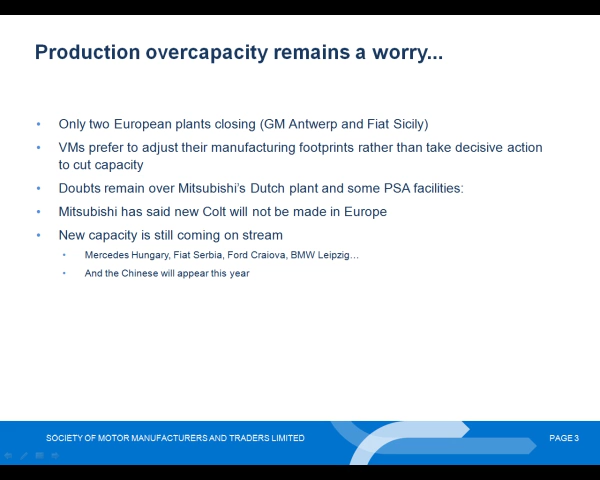 Production overcapacity remains a worry...
• Only two European plants closing (GM Antwerp and Fiat Sicily)
• VMs prefer to adjust their manufacturing footprints rather than take decisive action
to cut capacity
• Doubts remain over Mitsubishi's Dutch plant and some PSA facilities:
• Mitsubishi has said new Colt will not be made in Europe
• New capacity is still coming on stream
• Mercedes Hungary, Fiat Serbia, Ford Craiova, BMW Leipzig…
• And the Chinese will appear this year
SOCIETY OF MOTOR MANUFACTURERS AND TRADERS LIMITED
PAGE 3